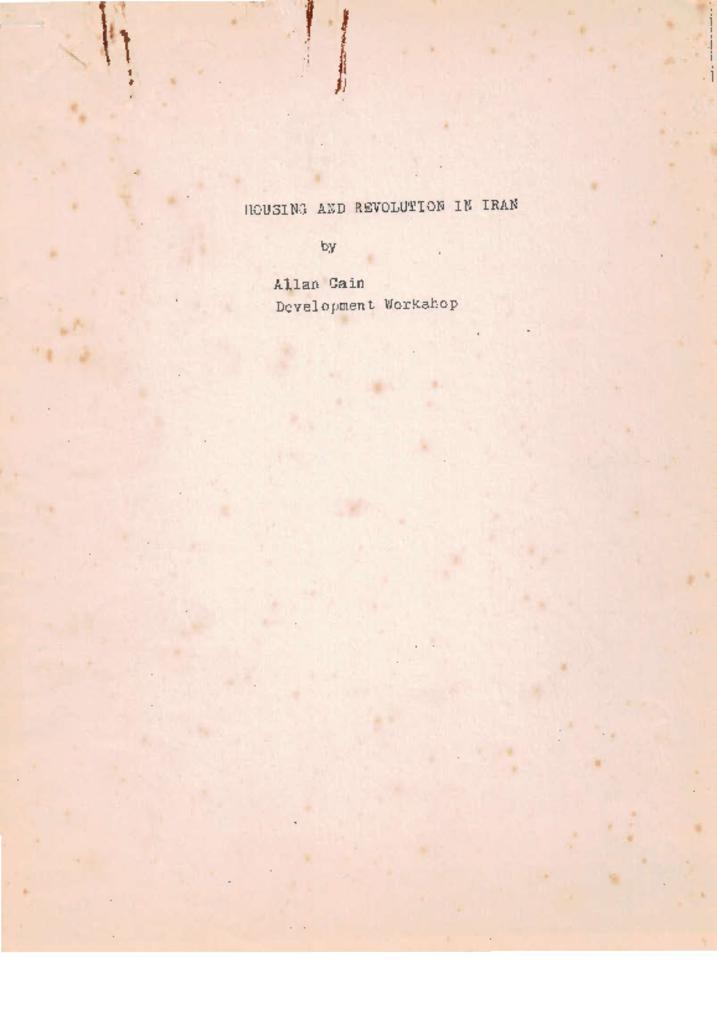 HOUSING AND REVOLUTION IN IRAN
by
Allan Cain
Development Workshop